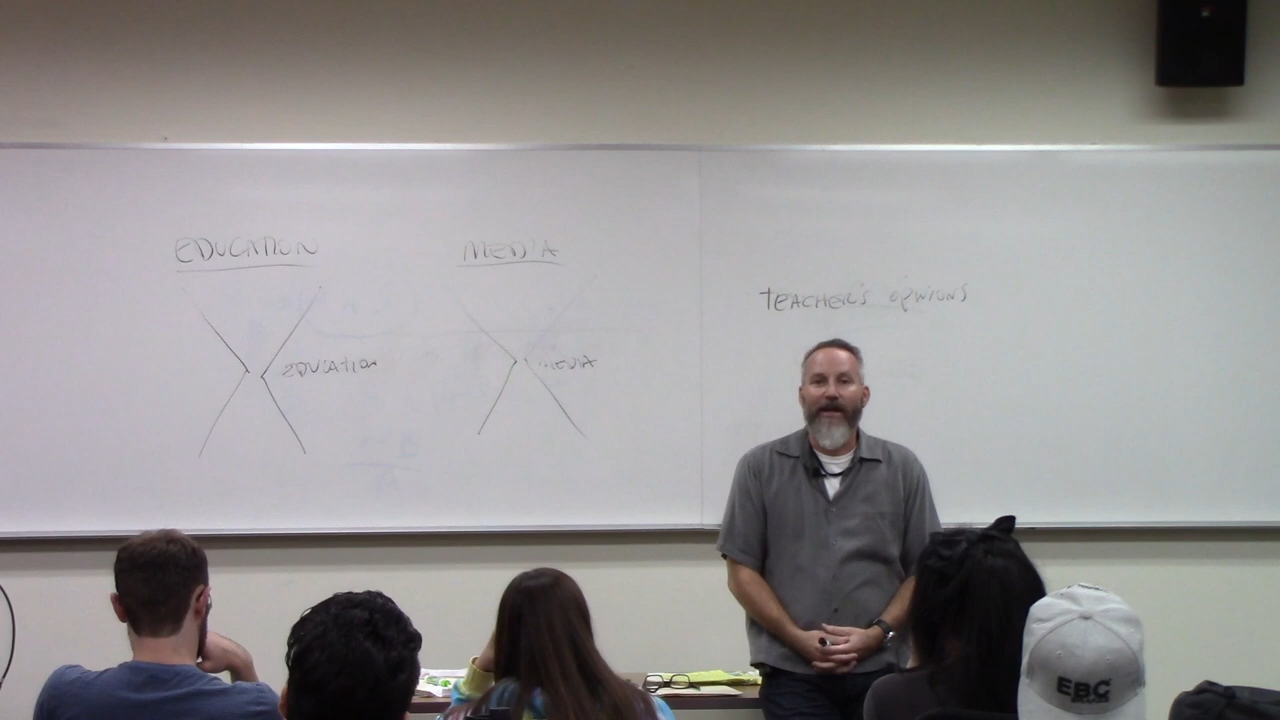 EDUCATION
MEDIA
TEACHER'S OPINIONS
EDUCATION
MEDIA
EBC